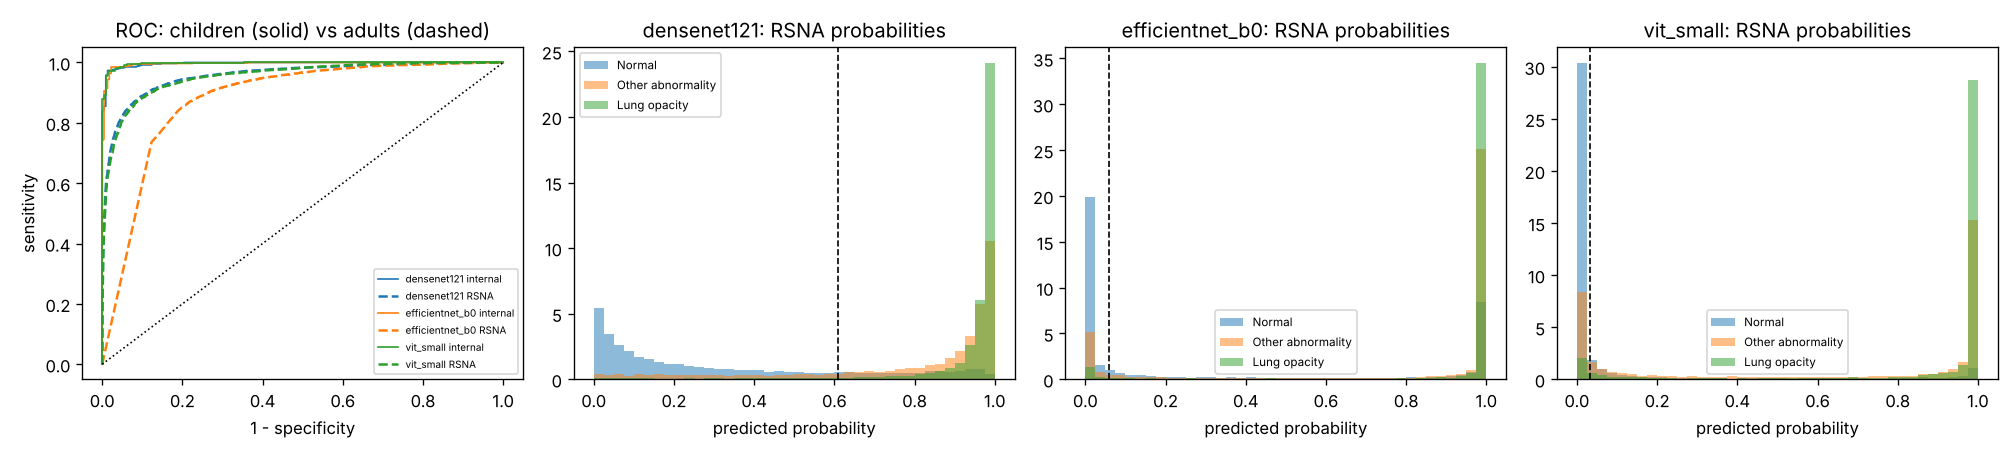 ROC: children (solid) vs adults (dashed)
sensitivity
1.0
0.8
0.6
0.4
0.2
0.0
densenet121 internal
densenet121 RSNA
efficientnet_b0 internal
efficientnet_b0 RSNA
vit_small internal
vit_small RSNA
0.0 0.2 0.4 0.6 0.8 1.0
1 - specificity
densenet121: RSNA probabilities
25
20
15
10
5
0
Normal
Other abnormality
Lung opacity
0.0 0.2 0.4 0.6 0.8 1.0
predicted probability
efficientnet_b0: RSNA probabilities
35
30
25
20
15
10
5
0
Normal
Other abnormality
Lung opacity
0.0 0.2 0.4 0.6 0.8 1.0
predicted probability
vit_small: RSNA probabilities
30
25
20
15
10
5
0
Normal
Other abnormality
Lung opacity
0.0 0.2 0.4 0.6 0.8 1.0
predicted probability